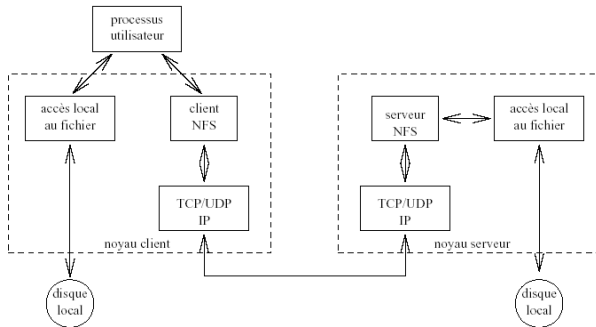 processus
utilisateur
accès local
au fichier
client
NFS
TCP/UDP
IP
noyau client
disque
local
serveur
NFS
accès local
au fichier
TCP/UDP
IP
noyau serveur
disque
local